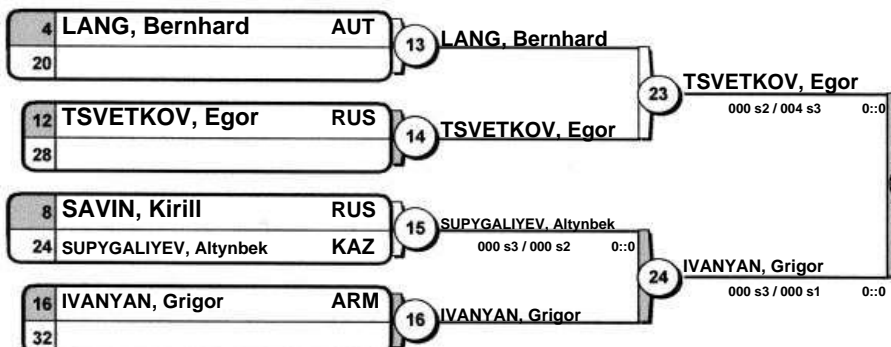 4 LANG, Bernhard AUT
20
13
LANG, Bernhard
12 TSVETKOV, Egor RUS
28
14
TSVETKOV, Egor
23
TSVETKOV, Egor
000 s2 / 004 s3 0::0
8 SAVIN, Kirill RUS
24 SUPYGALIYEV, Altynbek KAZ
15
SUPYGALIYEV, Altynbek
000 s3 / 000 s2 0::0
16 IVANYAN, Grigor ARM
32
16
IVANYAN, Grigor
24
IVANYAN, Grigor
000 s3 / 000 s1 0::0